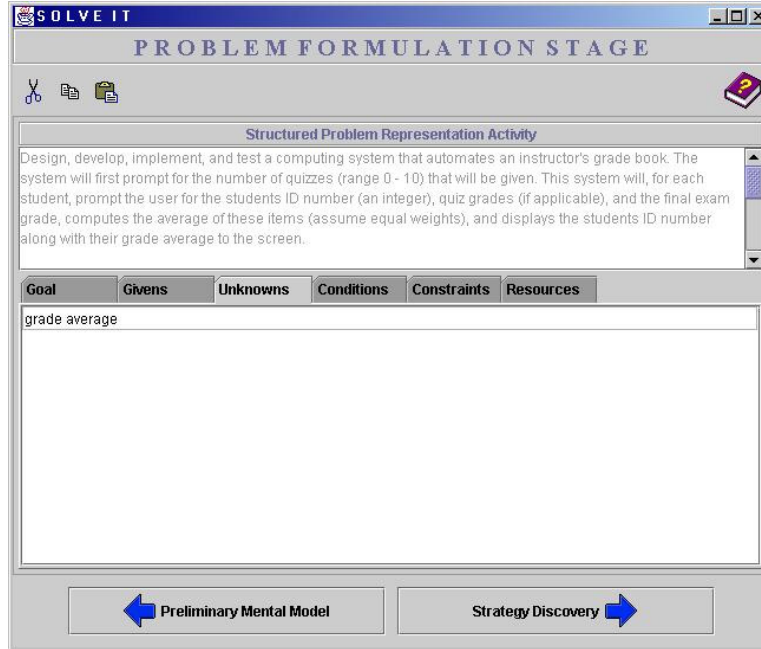 SOLVE IT
PROBLEM FORMULATION STAGE
Structured Problem Representation Activity
Design, develop, implement, and test a computing system that automates an instructor's grade book. The
system will first prompt for the number of quizzes (range 0 - 10) that will be given. This system will, for each
student, prompt the user for the students ID number (an integer), quiz grades (if applicable), and the final exam
grade, computes the average of these items (assume equal weights), and displays the students ID number
along with their grade average to the screen.
Goal Givens Unknowns Conditions Constraints Resources
grade average
Preliminary Mental Model Strategy Discovery